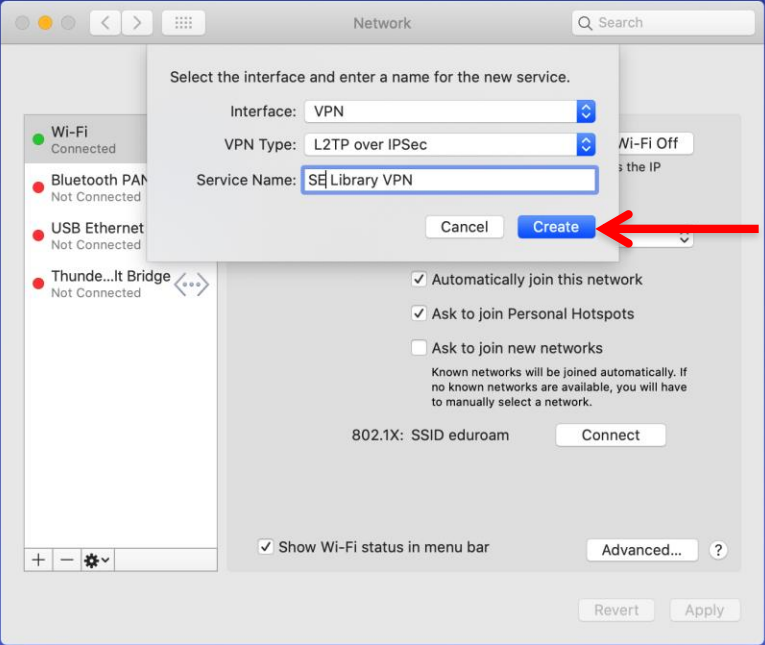 Network
Search
Select the interface and enter a name for the new service.
Interface: VPN
VPN Type: L2TP over IPSec
Service Name: SE Library VPN
Cancel Create
Wi-Fi
Connected
Wi-Fi Off
s the IP
Bluetooth PAN
Not Connected
USB Ethernet
Not Connected
Thunde...lt Bridge
Not Connected
Automatically join this network
Ask to join Personal Hotspots
Ask to join new networks
Known networks will be joined automatically. If
no known networks are available, you will have
to manually select a network.
802.1X: SSID eduroam Connect
Show Wi-Fi status in menu bar
Advanced... ?
Revert Apply